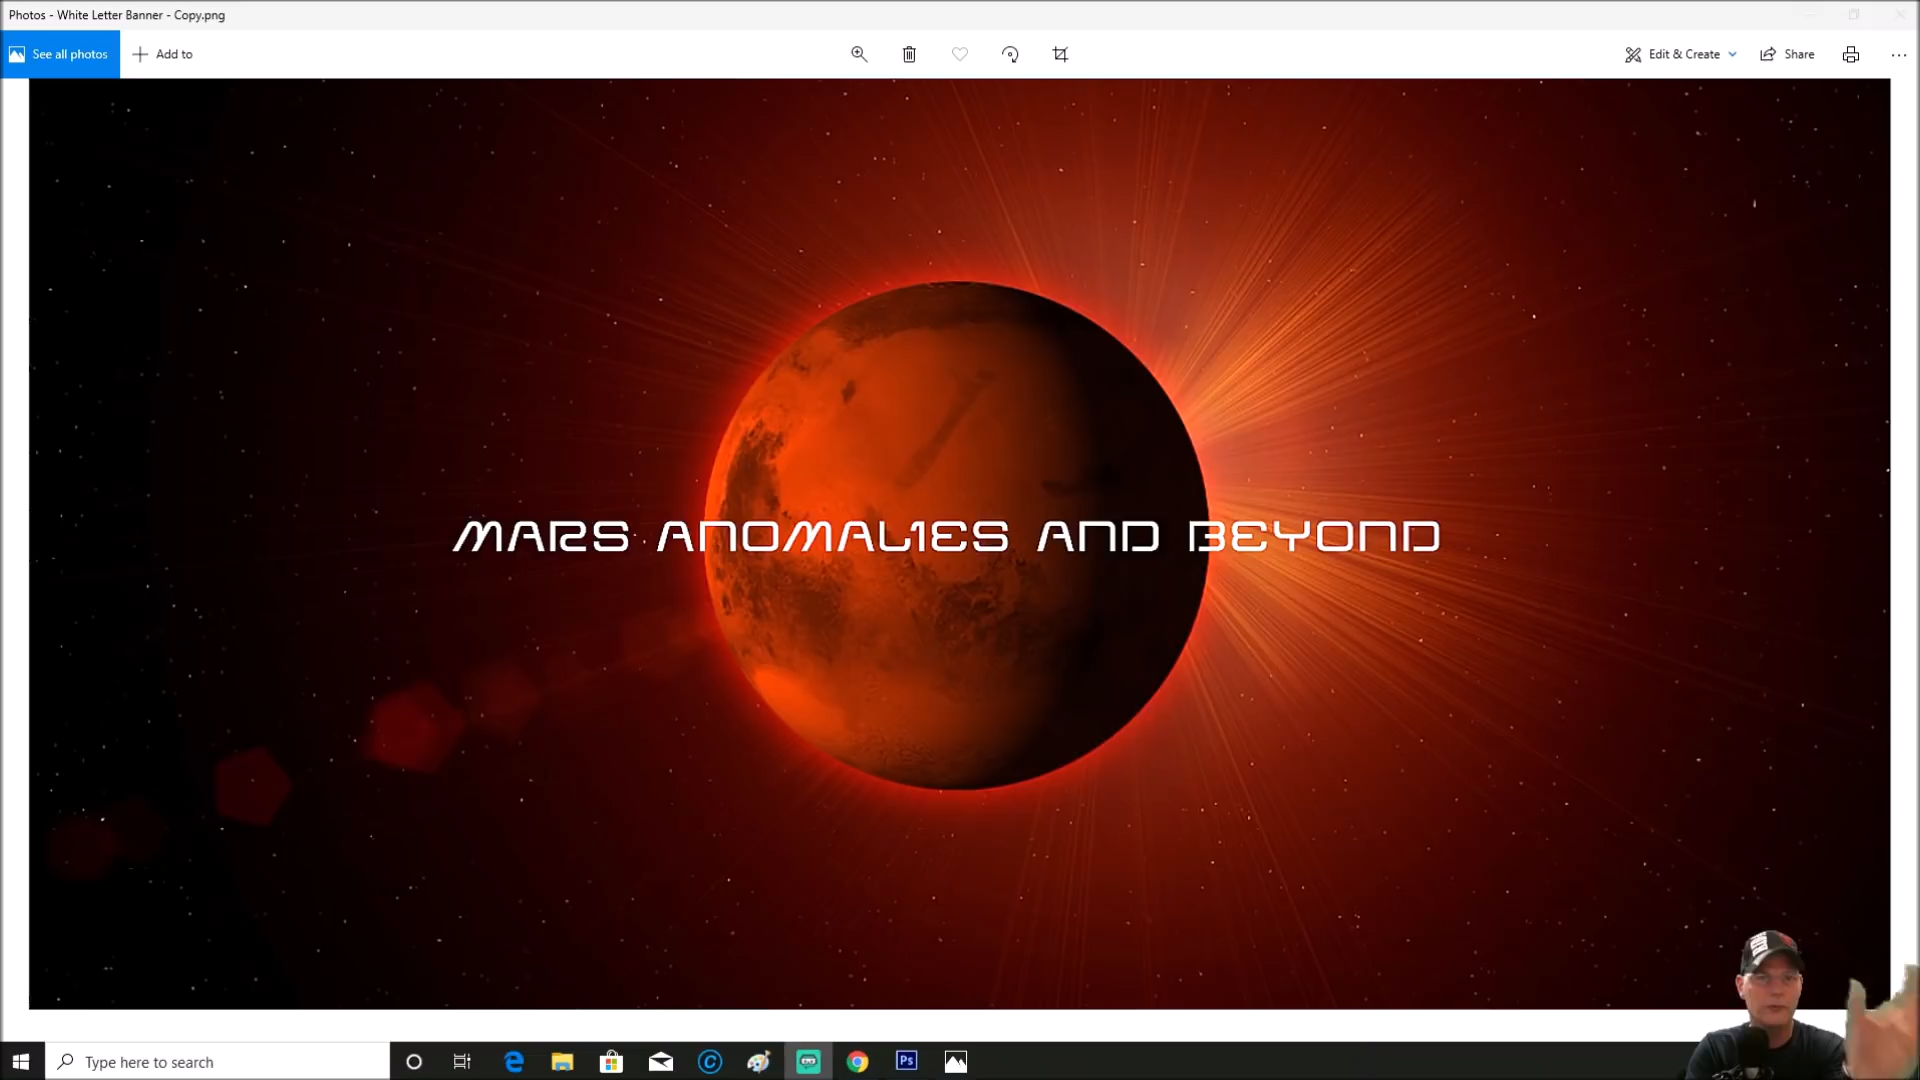 Photos - White Letter Banner - Copy.png
See all photos
Add to
Edit & Create
Share
MARS ANOMALIES AND BEYOND
Type here to search
Ps